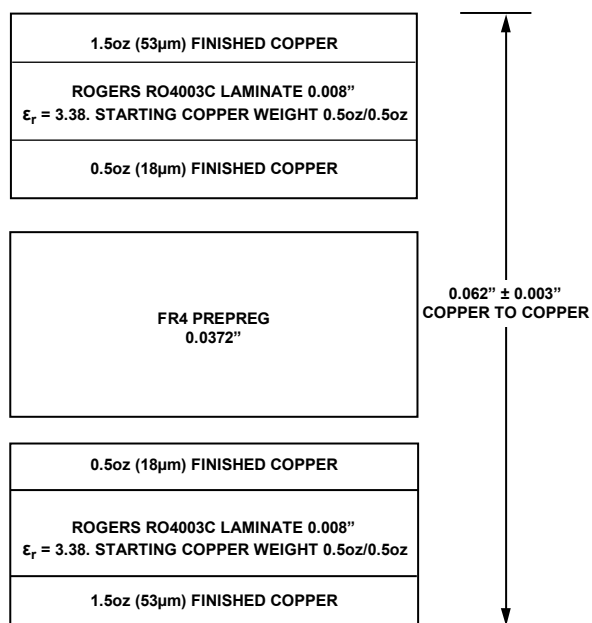 1.5oz (53µm) FINISHED COPPER
ROGERS RO4003C LAMINATE 0.008”
εr = 3.38. STARTING COPPER WEIGHT 0.5oz/0.5oz
0.5oz (18µm) FINISHED COPPER
FR4 PREPREG
0.0372”
0.062” ± 0.003”
COPPER TO COPPER
0.5oz (18µm) FINISHED COPPER
ROGERS RO4003C LAMINATE 0.008”
εr = 3.38. STARTING COPPER WEIGHT 0.5oz/0.5oz
1.5oz (53µm) FINISHED COPPER